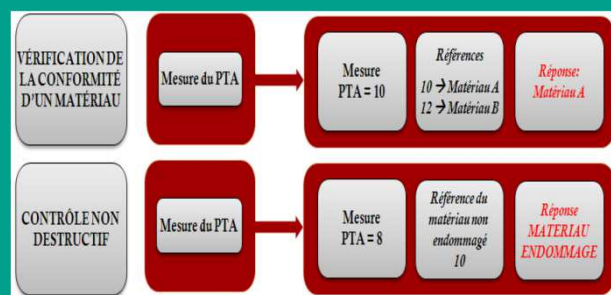 VÉRIFICATION DE
LA CONFORMITÉ
D'UN MATÉRIAU
Mesure du PTA
Mesure
PTA = 10
Références
10 → Matériau A
12 → Matériau B
Réponse:
Matériau A
CONTRÔLE NON
DESTRUCTIF
Mesure du PTA
Mesure
PTA = 8
Référence du
matériau non
endommagé
10
Réponse
MATERIAU
ENDOMMAGE